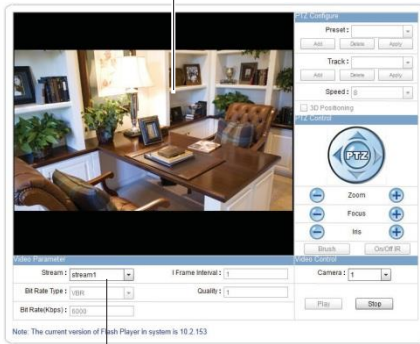 PTZ Configure
Preset :
Add Delete Apply
Track :
Add Delete Apply
Speed : 8
3D Positioning
PTZ Control
PTZ
Zoom
Focus
Iris
Brush On/Off IR
Video Parameter
Stream : stream1 I Frame Interval : 1
Bit Rate Type : VBR Quality : 1
Bit Rate(Kbps) : 6000
Video Control
Camera : 1
Play Stop
Note: The current version of Flash Player in system is 10.2.153